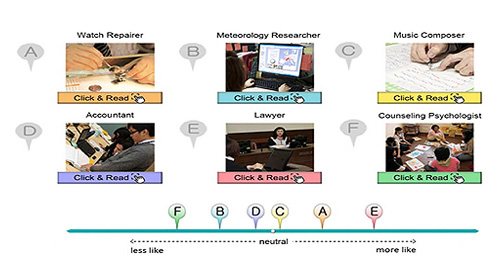 Watch Repairer
Meteorology Researcher
Music Composer
A
B
C
Click & Read
Click & Read
Click & Read
Accountant
Lawyer
Counseling Psychologist
D
E
F
Click & Read
Click & Read
Click & Read
F B D C A E
less like neutral more like